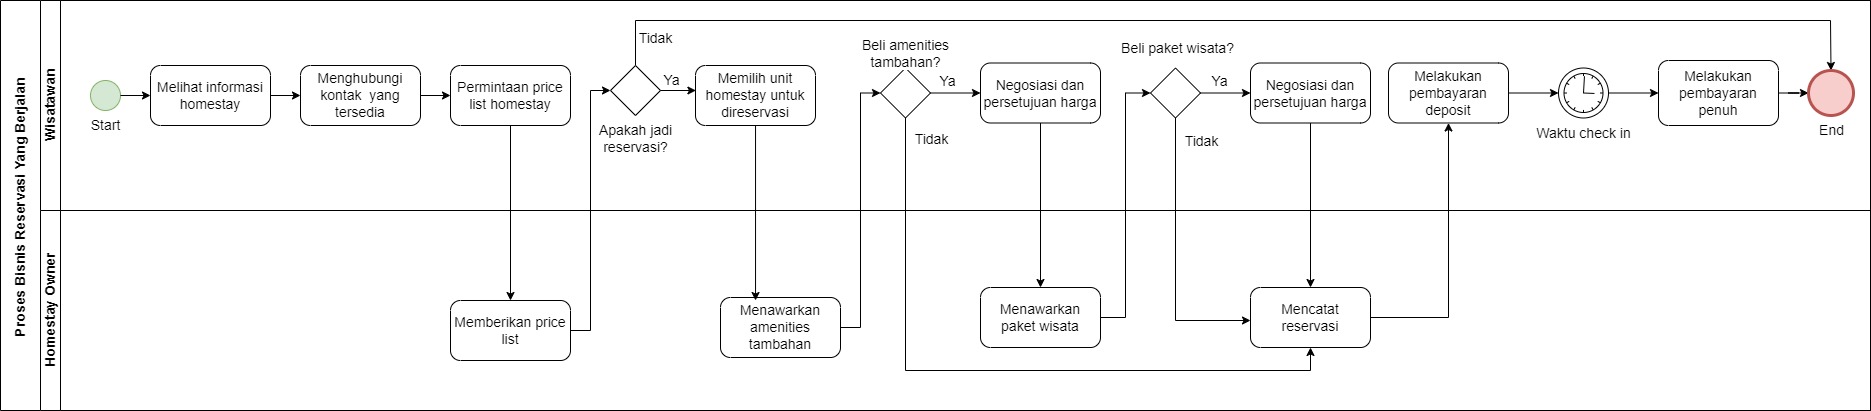 Proses BIsnis Reservasi Yang Berjalan
Wisatawan
Start
Melihat informasi
homestay
Menghubungi
kontak yang
tersedia
Permintaan price
list homestay
Apakah jadi
reservasi?
Tidak
Ya
Memilih unit
homestay untuk
direservasi
Beli amenities
tambahan?
Ya
Tidak
Negosiasi dan
persetujuan harga
Beli paket wisata?
Ya
Tidak
Negosiasi dan
persetujuan harga
Melakukan
pembayaran
deposit
Waktu check in
Melakukan
pembayaran
penuh
End
Homestay Owner
Memberikan price
list
Menawarkan
amenities
tambahan
Menawarkan
paket wisata
Mencatat
reservasi